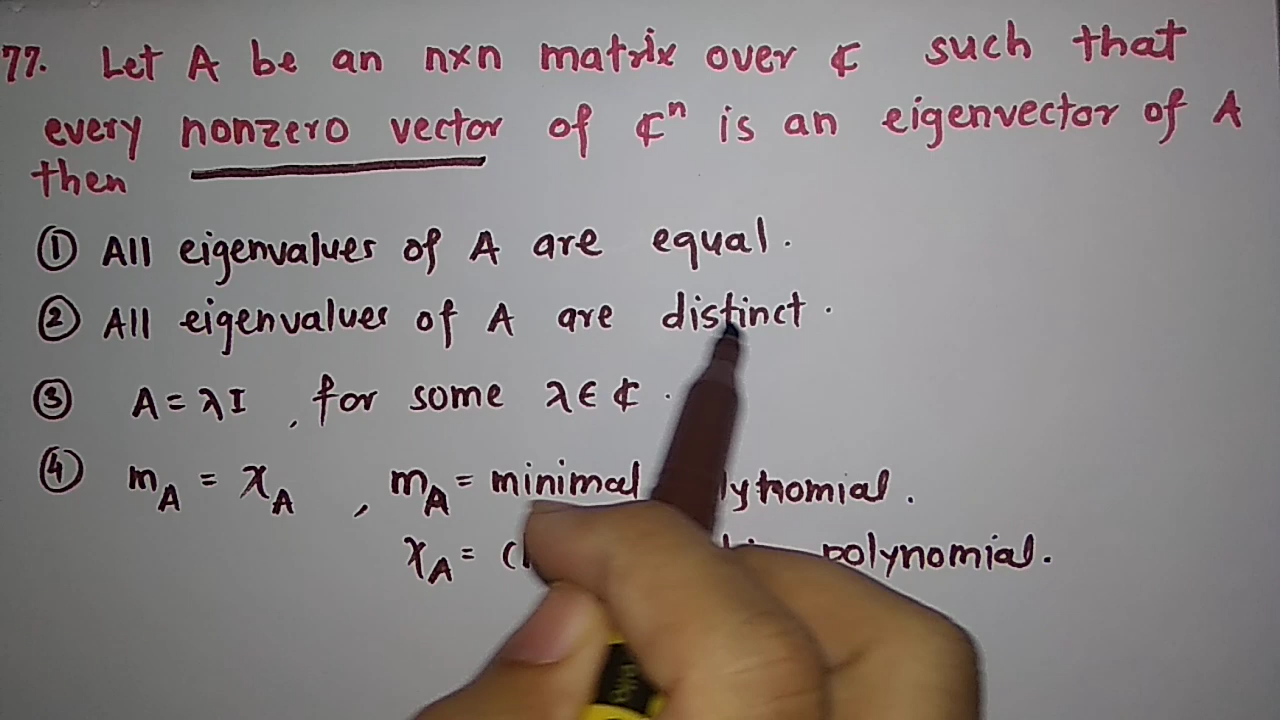 77. Let A be an n×n matrix over ₵ such that
every nonzero vector of ₵ⁿ is an eigenvector of A
then
① All eigenvalues of A are equal.
② All eigenvalues of A are distinct.
③ A = λI , for some λ ∈ ₵.
④ m_A = χ_A , m_A = minimal polynomial.
χ_A = polynomial.